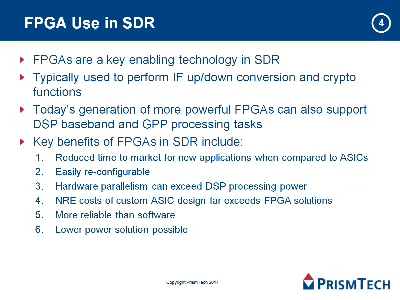 FPGA Use in SDR
4
FPGAs are a key enabling technology in SDR
Typically used to perform IF up/down conversion and crypto
functions
Today's generation of more powerful FPGAs can also support
DSP baseband and GPP processing tasks
Key benefits of FPGAs in SDR include:
1. Reduced time to market for new applications when compared to ASICs
2. Easily re-configurable
3. Hardware parallelism can exceed DSP processing power
4. NRE costs of custom ASIC design far exceeds FPGA solutions
5. More reliable than software
6. Lower power solution possible
Copyright PrismTech 2011
PRISMTECH